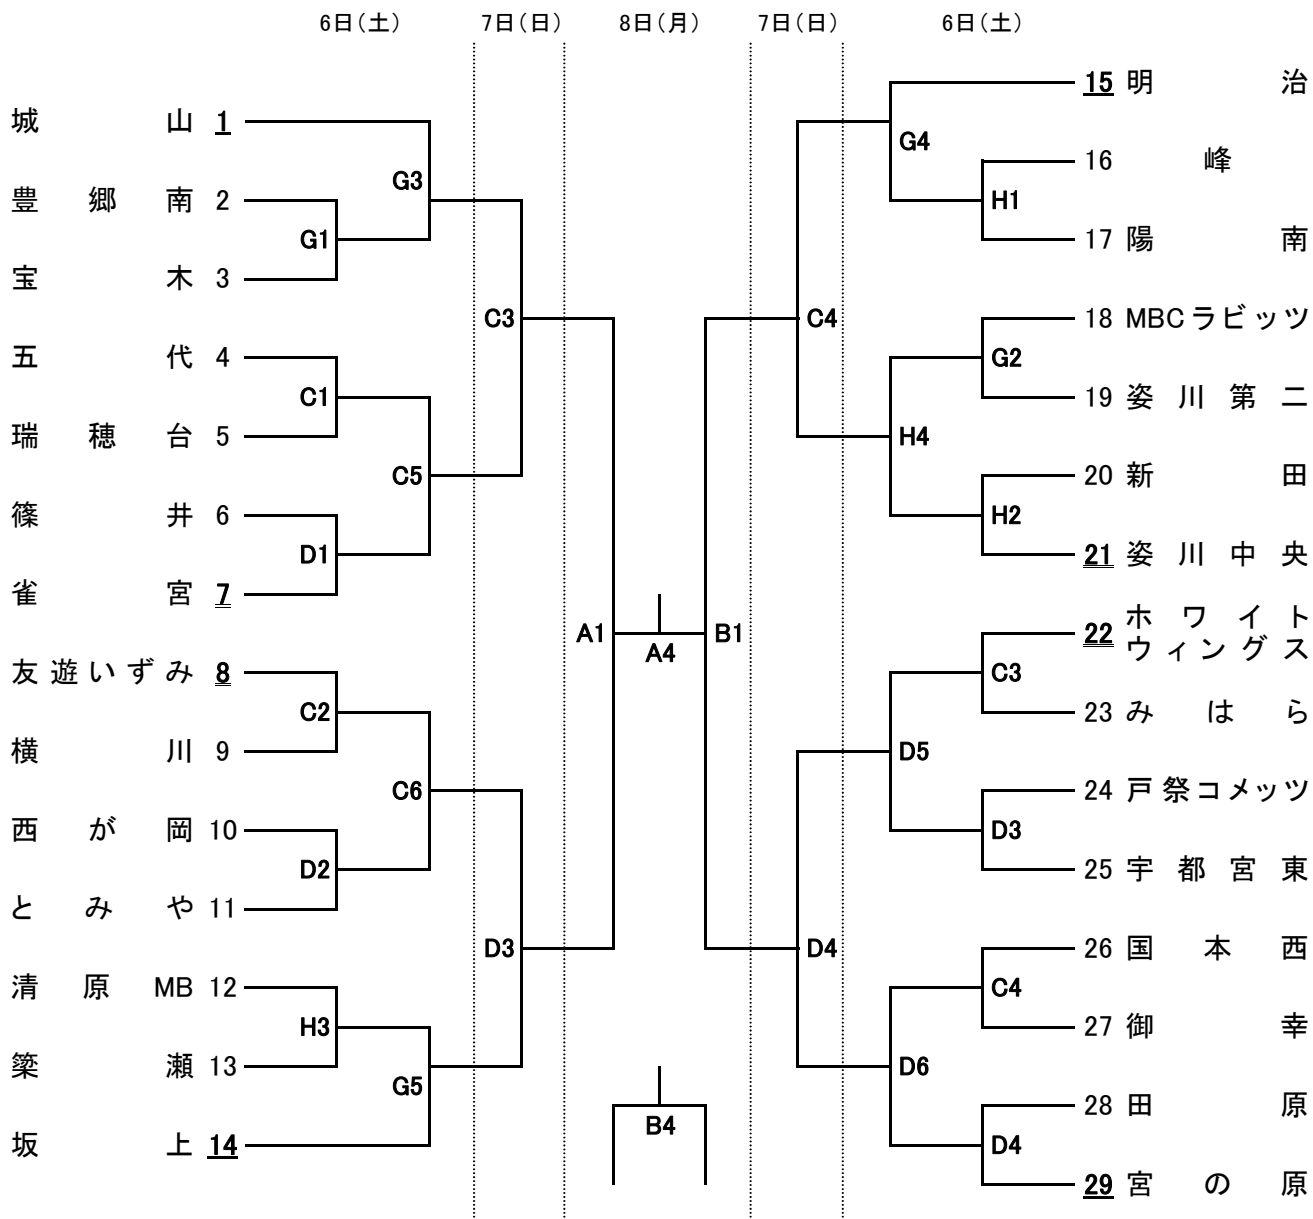 6日(土) 7日(日) 8日(月) 7日(日) 6日(土)
城山 1
豊郷南 2
宝木 3
五代 4
瑞穂台 5
篠井 6
雀宮 7
友遊いずみ 8
横川 9
西が岡 10
とみや 11
清原MB 12
簗瀬 13
坂上 14
G1
C1
D1
C2
D2
H3
G3
C5
C6
G5
C3
D3
A1
A4
B4
B1
C4
D4
G4
H4
D5
D6
H1
G2
H2
C3
D3
C4
D4
15 明治
16 峰
17 陽南
18 MBCラビッツ
19 姿川第二
20 新田
21 姿川中央
22 ホワイト
ウィングス
23 みはら
24 戸祭コメッツ
25 宇都宮東
26 国本西
27 御幸
28 田原
29 宮の原